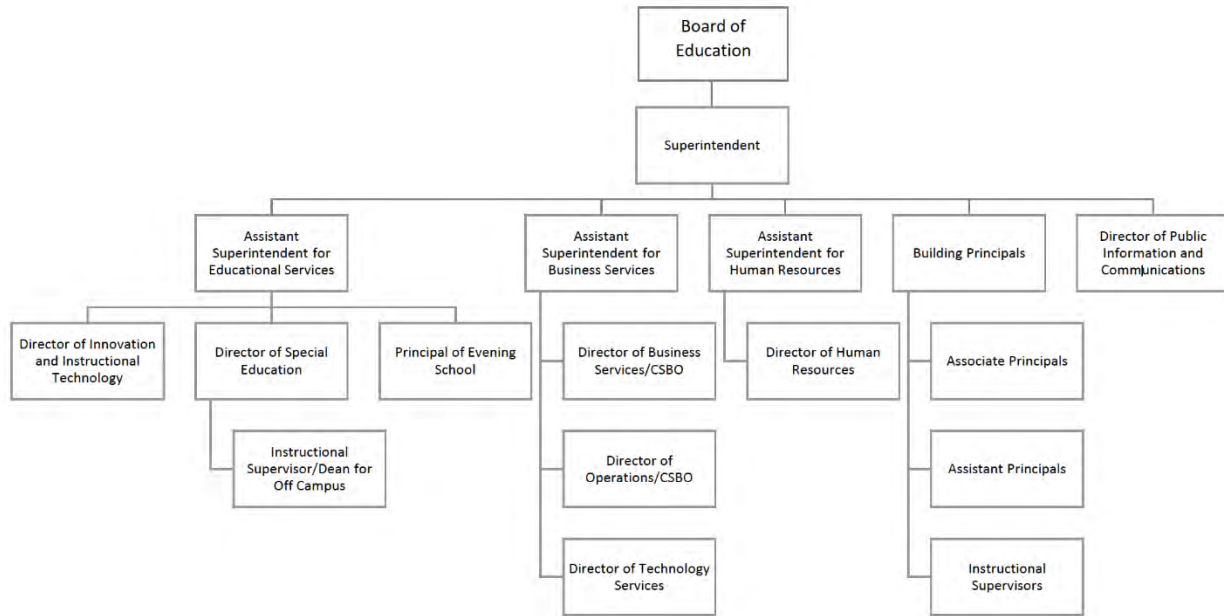 Board of
Education
Superintendent
Assistant
Superintendent for
Educational Services
Assistant
Superintendent for
Business Services
Assistant
Superintendent for
Human Resources
Building Principals
Director of Public
Information and
Communications
Director of Innovation
and Instructional
Technology
Director of Special
Education
Principal of Evening
School
Director of Business
Services/CSBO
Director of Human
Resources
Associate Principals
Instructional
Supervisor/Dean for
Off Campus
Director of
Operations/CSBO
Assistant Principals
Director of Technology
Services
Instructional
Supervisors